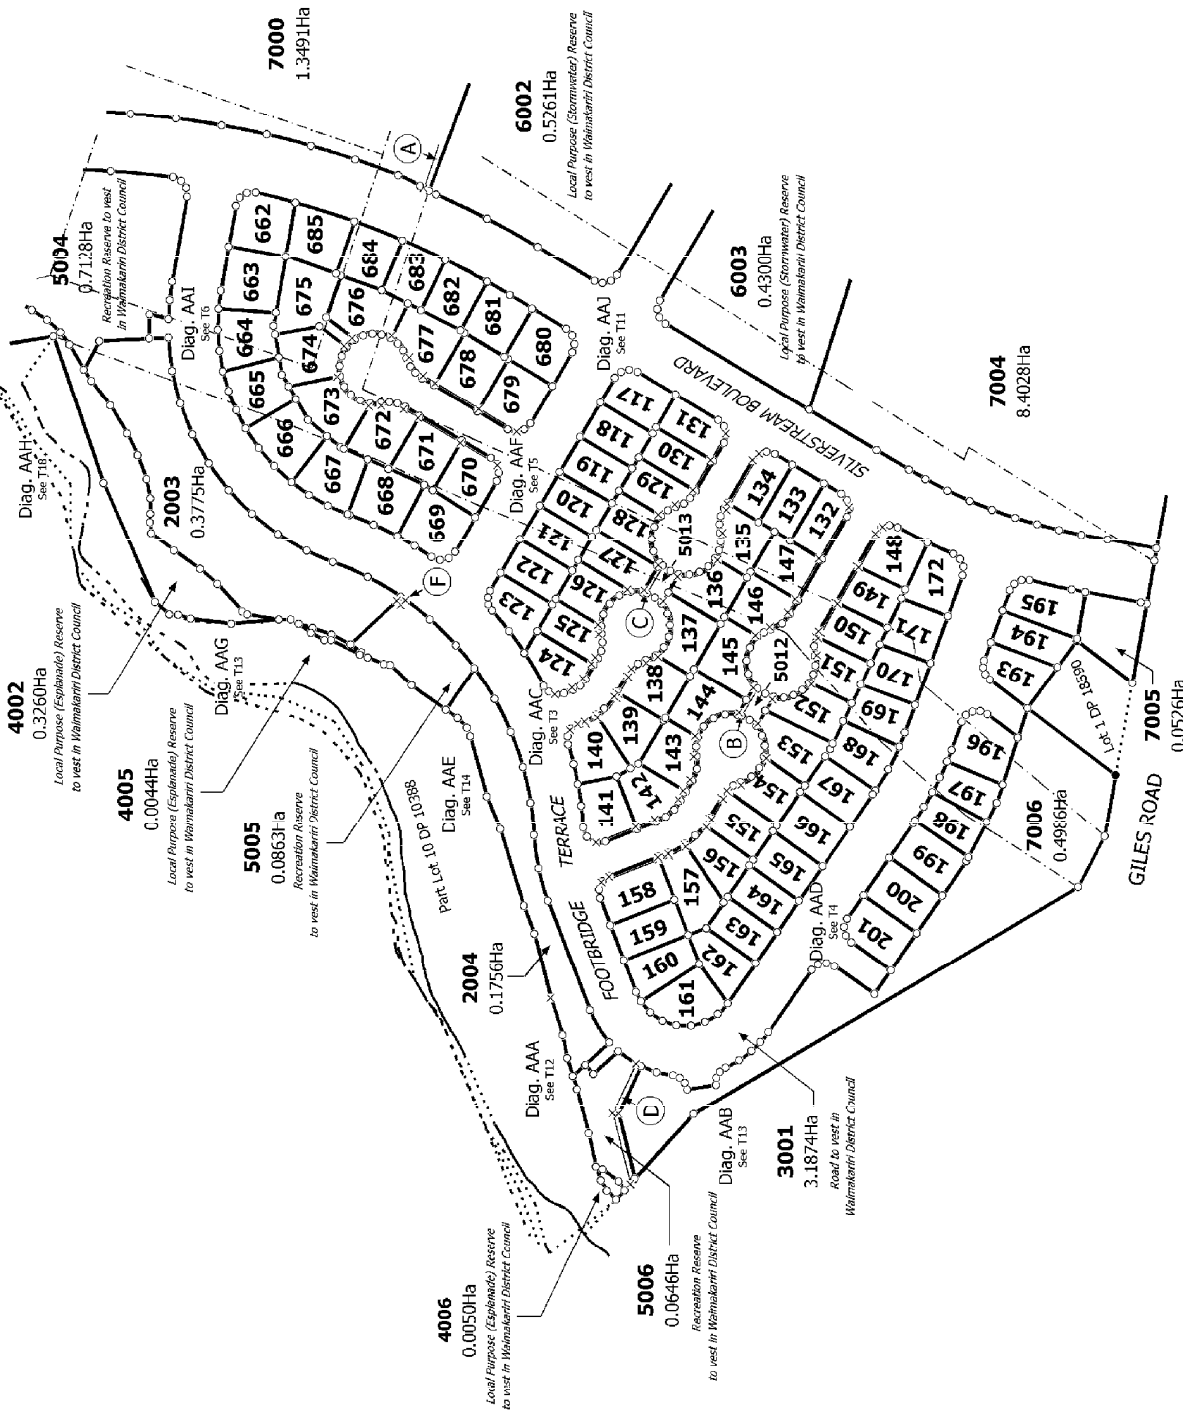 7000
1.3491Ha
6002
0.5261Ha
Local Purpose (Stormwater) Reserve
to vest in Waimakariri District Council
6003
0.4300Ha
Local Purpose (Stormwater) Reserve
to vest in Waimakariri District Council
7004
8.4028Ha
5004
0.7128Ha
Recreation Reserve to vest
in Waimakariri District Council
Diag. AAI
See T6
A
662
663
664
665
666
667
668
669
670
671
672
673
674
675
676
677
678
679
680
681
682
683
684
685
Diag. AAJ
See T11
SILVERSTREAM BOULEVARD
Diag. AAH
See T18
2003
0.3775Ha
Diag. AAF
See T5
F
4002
0.3260Ha
Local Purpose (Esplanade) Reserve
to vest in Waimakariri District Council
Diag. AAG
See T13
4005
0.0044Ha
Local Purpose (Esplanade) Reserve
to vest in Waimakariri District Council
5005
0.0863Ha
Recreation Reserve
to vest in Waimakariri District Council
Diag. AAE
See T14
Part Lot 10 DP 10388
Diag. AAC
See T3
117
118
119
120
121
122
123
124
125
126
127
128
129
130
131
5013
C
132
133
134
135
136
137
138
139
140
141
142
143
144
145
146
147
5012
B
148
149
150
151
152
153
154
155
156
157
158
159
160
161
162
163
164
165
166
167
168
169
170
171
172
193
194
195
196
197
198
199
200
201
Lot 1 DP 18590
7005
0.0526Ha
7006
0.4986Ha
GILES ROAD
FOOTBRIDGE TERRACE
2004
0.1756Ha
Diag. AAD
See T4
Diag. AAA
See T12
D
Diag. AAB
See T13
3001
3.1874Ha
Road to vest in
Waimakariri District Council
4006
0.0050Ha
Local Purpose (Esplanade) Reserve
to vest in Waimakariri District Council
5006
0.0646Ha
Recreation Reserve
to vest in Waimakariri District Council